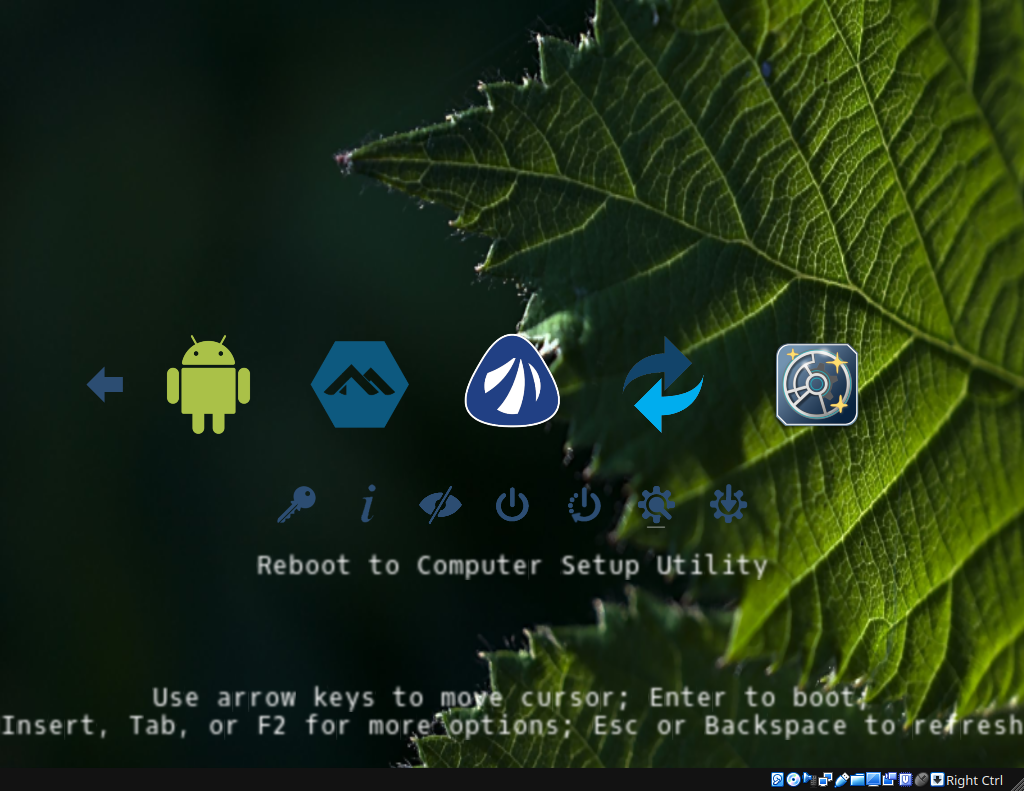 Reboot to Computer Setup Utility
Use arrow keys to move cursor; Enter to boot;
Insert, Tab, or F2 for more options; Esc or Backspace to refresh
Right Ctrl